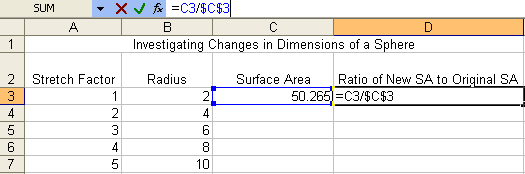 SUM fx =C3/$C$3
A B C D
1 Investigating Changes in Dimensions of a Sphere
2 Stretch Factor Radius Surface Area Ratio of New SA to Original SA
3 1 2 50.265 =C3/$C$3
4 2 4
5 3 6
6 4 8
7 5 10